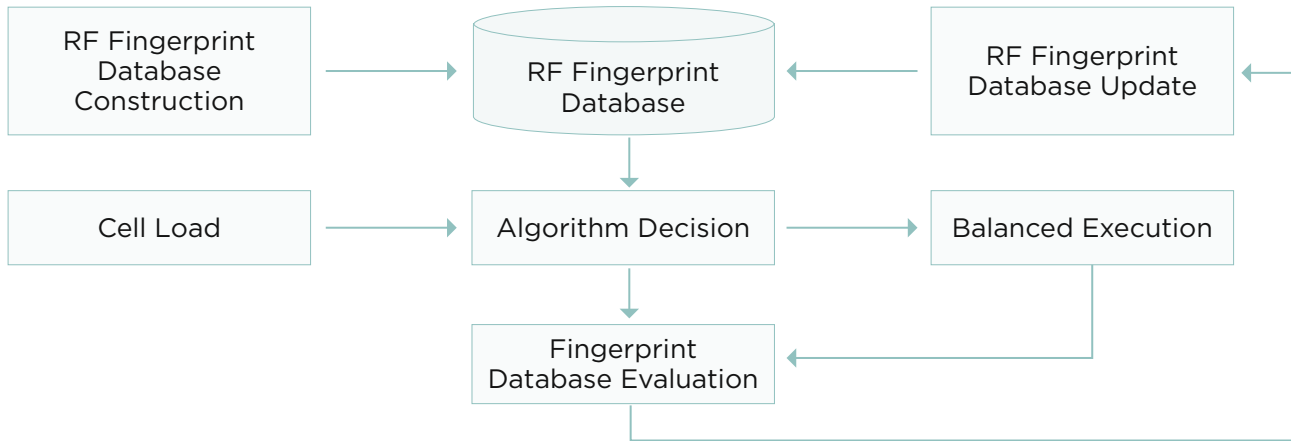 RF Fingerprint
Database
Construction
RF Fingerprint
Database
RF Fingerprint
Database Update
Cell Load
Algorithm Decision
Balanced Execution
Fingerprint
Database Evaluation